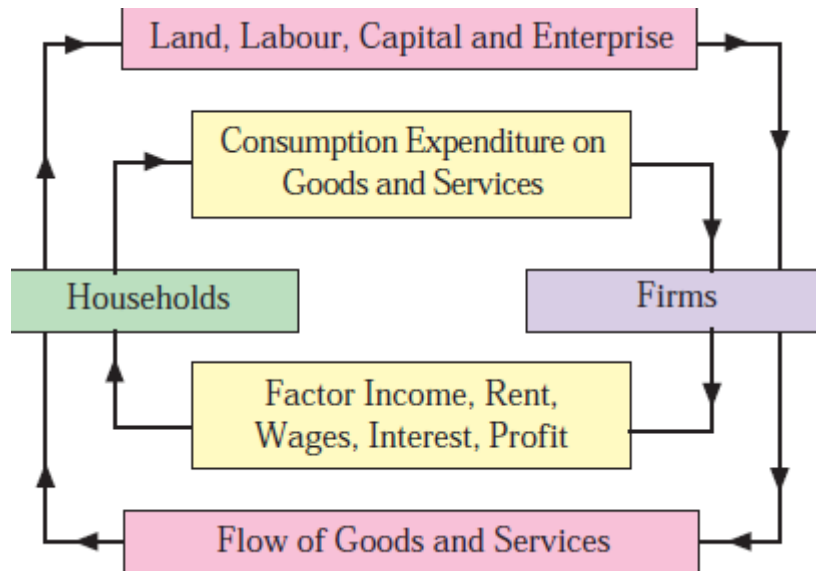 Land, Labour, Capital and Enterprise
Consumption Expenditure on
Goods and Services
Households
Firms
Factor Income, Rent,
Wages, Interest, Profit
Flow of Goods and Services